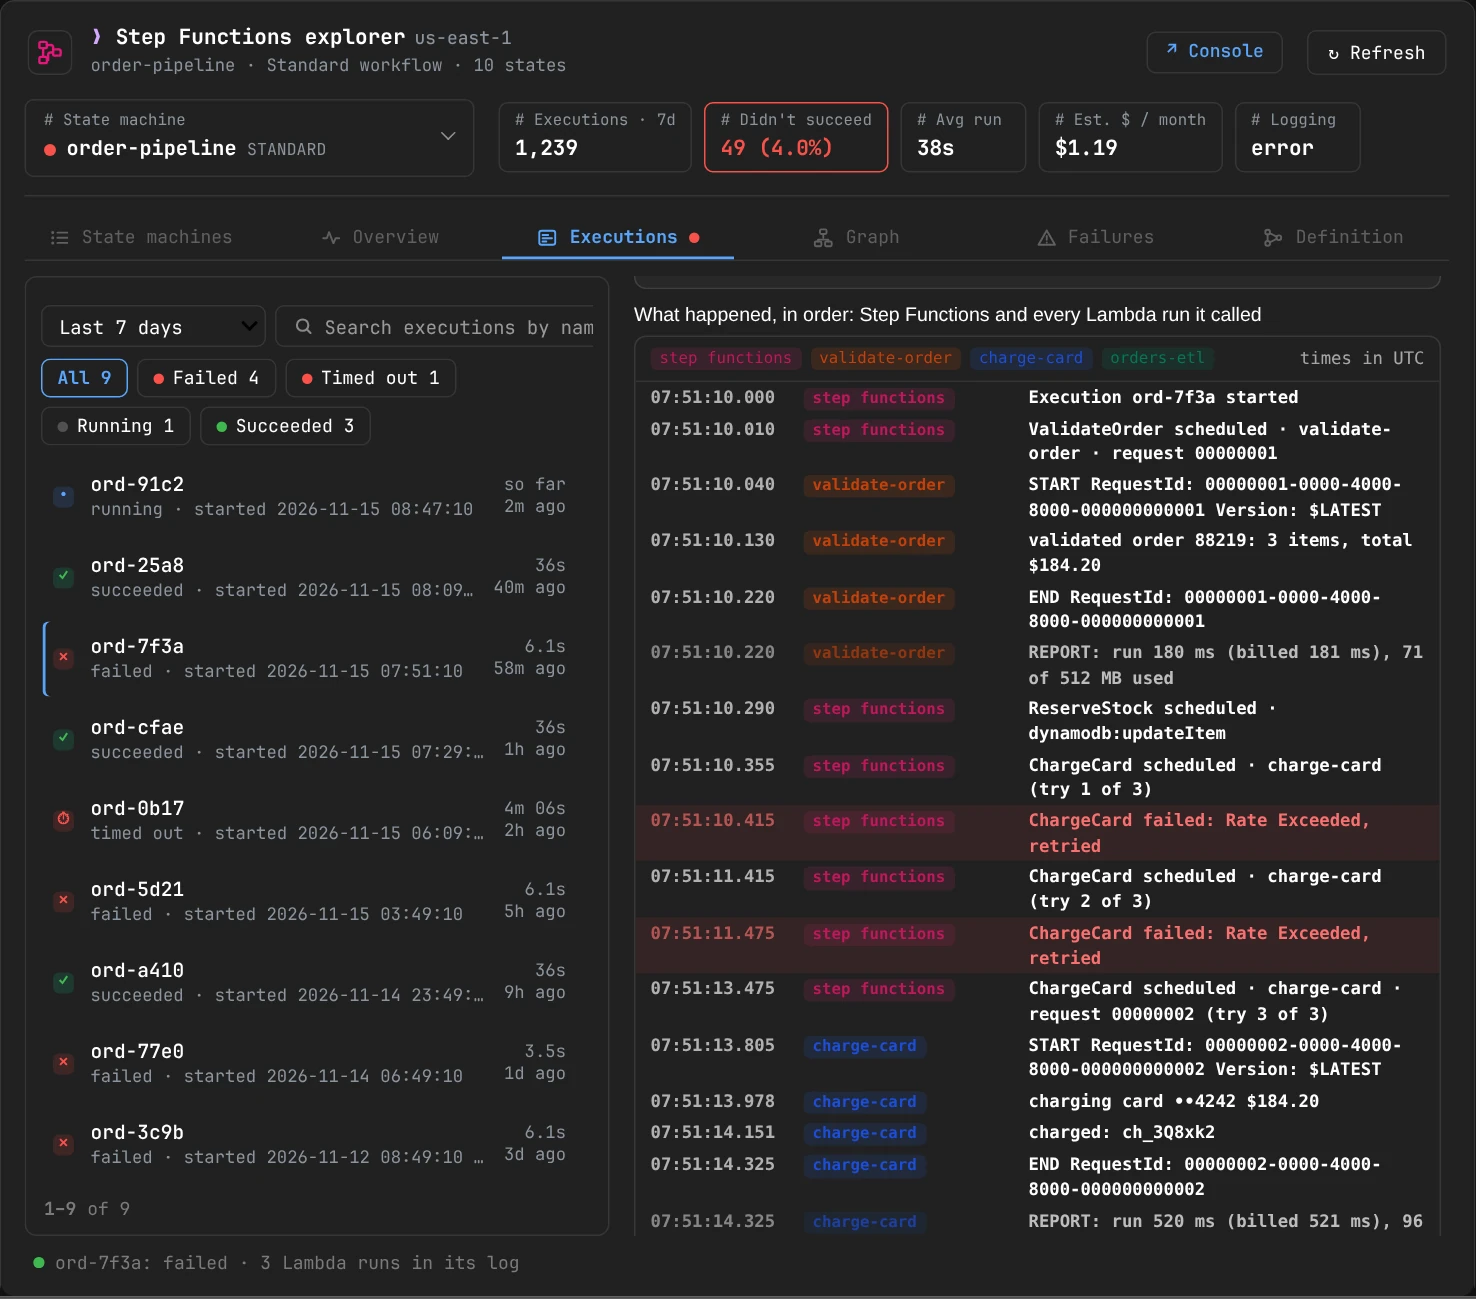 ⟫ Step Functions explorer us-east-1
order-pipeline · Standard workflow · 10 states
↗ Console
↻ Refresh
# State machine
order-pipeline STANDARD
# Executions · 7d
1,239
# Didn't succeed
49 (4.0%)
# Avg run
38s
# Est. $ / month
$1.19
# Logging
error
State machines
Overview
Executions
Graph
Failures
Definition
Last 7 days
Search executions by nam
All 9
Failed 4
Timed out 1
Running 1
Succeeded 3
ord-91c2
so far
running · started 2026-11-15 08:47:10
2m ago
ord-25a8
36s
succeeded · started 2026-11-15 08:09…
40m ago
ord-7f3a
6.1s
failed · started 2026-11-15 07:51:10
58m ago
ord-cfae
36s
succeeded · started 2026-11-15 07:29:…
1h ago
ord-0b17
4m 06s
timed out · started 2026-11-15 06:09:…
2h ago
ord-5d21
6.1s
failed · started 2026-11-15 03:49:10
5h ago
ord-a410
36s
succeeded · started 2026-11-14 23:49:…
9h ago
ord-77e0
3.5s
failed · started 2026-11-14 06:49:10
1d ago
ord-3c9b
6.1s
failed · started 2026-11-12 08:49:10 …
3d ago
1–9 of 9
What happened, in order: Step Functions and every Lambda run it called
step functions validate-order charge-card orders-etl times in UTC
07:51:10.000 step functions Execution ord-7f3a started
07:51:10.010 step functions ValidateOrder scheduled · validate-
order · request 00000001
07:51:10.040 validate-order START RequestId: 00000001-0000-4000-
8000-000000000001 Version: $LATEST
07:51:10.130 validate-order validated order 88219: 3 items, total
$184.20
07:51:10.220 validate-order END RequestId: 00000001-0000-4000-
8000-000000000001
07:51:10.220 validate-order REPORT: run 180 ms (billed 181 ms), 71
of 512 MB used
07:51:10.290 step functions ReserveStock scheduled ·
dynamodb:updateItem
07:51:10.355 step functions ChargeCard scheduled · charge-card
(try 1 of 3)
07:51:10.415 step functions ChargeCard failed: Rate Exceeded,
retried
07:51:11.415 step functions ChargeCard scheduled · charge-card
(try 2 of 3)
07:51:11.475 step functions ChargeCard failed: Rate Exceeded,
retried
07:51:13.475 step functions ChargeCard scheduled · charge-card ·
request 00000002 (try 3 of 3)
07:51:13.805 charge-card START RequestId: 00000002-0000-4000-
8000-000000000002 Version: $LATEST
07:51:13.978 charge-card charging card ••4242 $184.20
07:51:14.151 charge-card charged: ch_3Q8xk2
07:51:14.325 charge-card END RequestId: 00000002-0000-4000-
8000-000000000002
07:51:14.325 charge-card REPORT: run 520 ms (billed 521 ms), 96
ord-7f3a: failed · 3 Lambda runs in its log